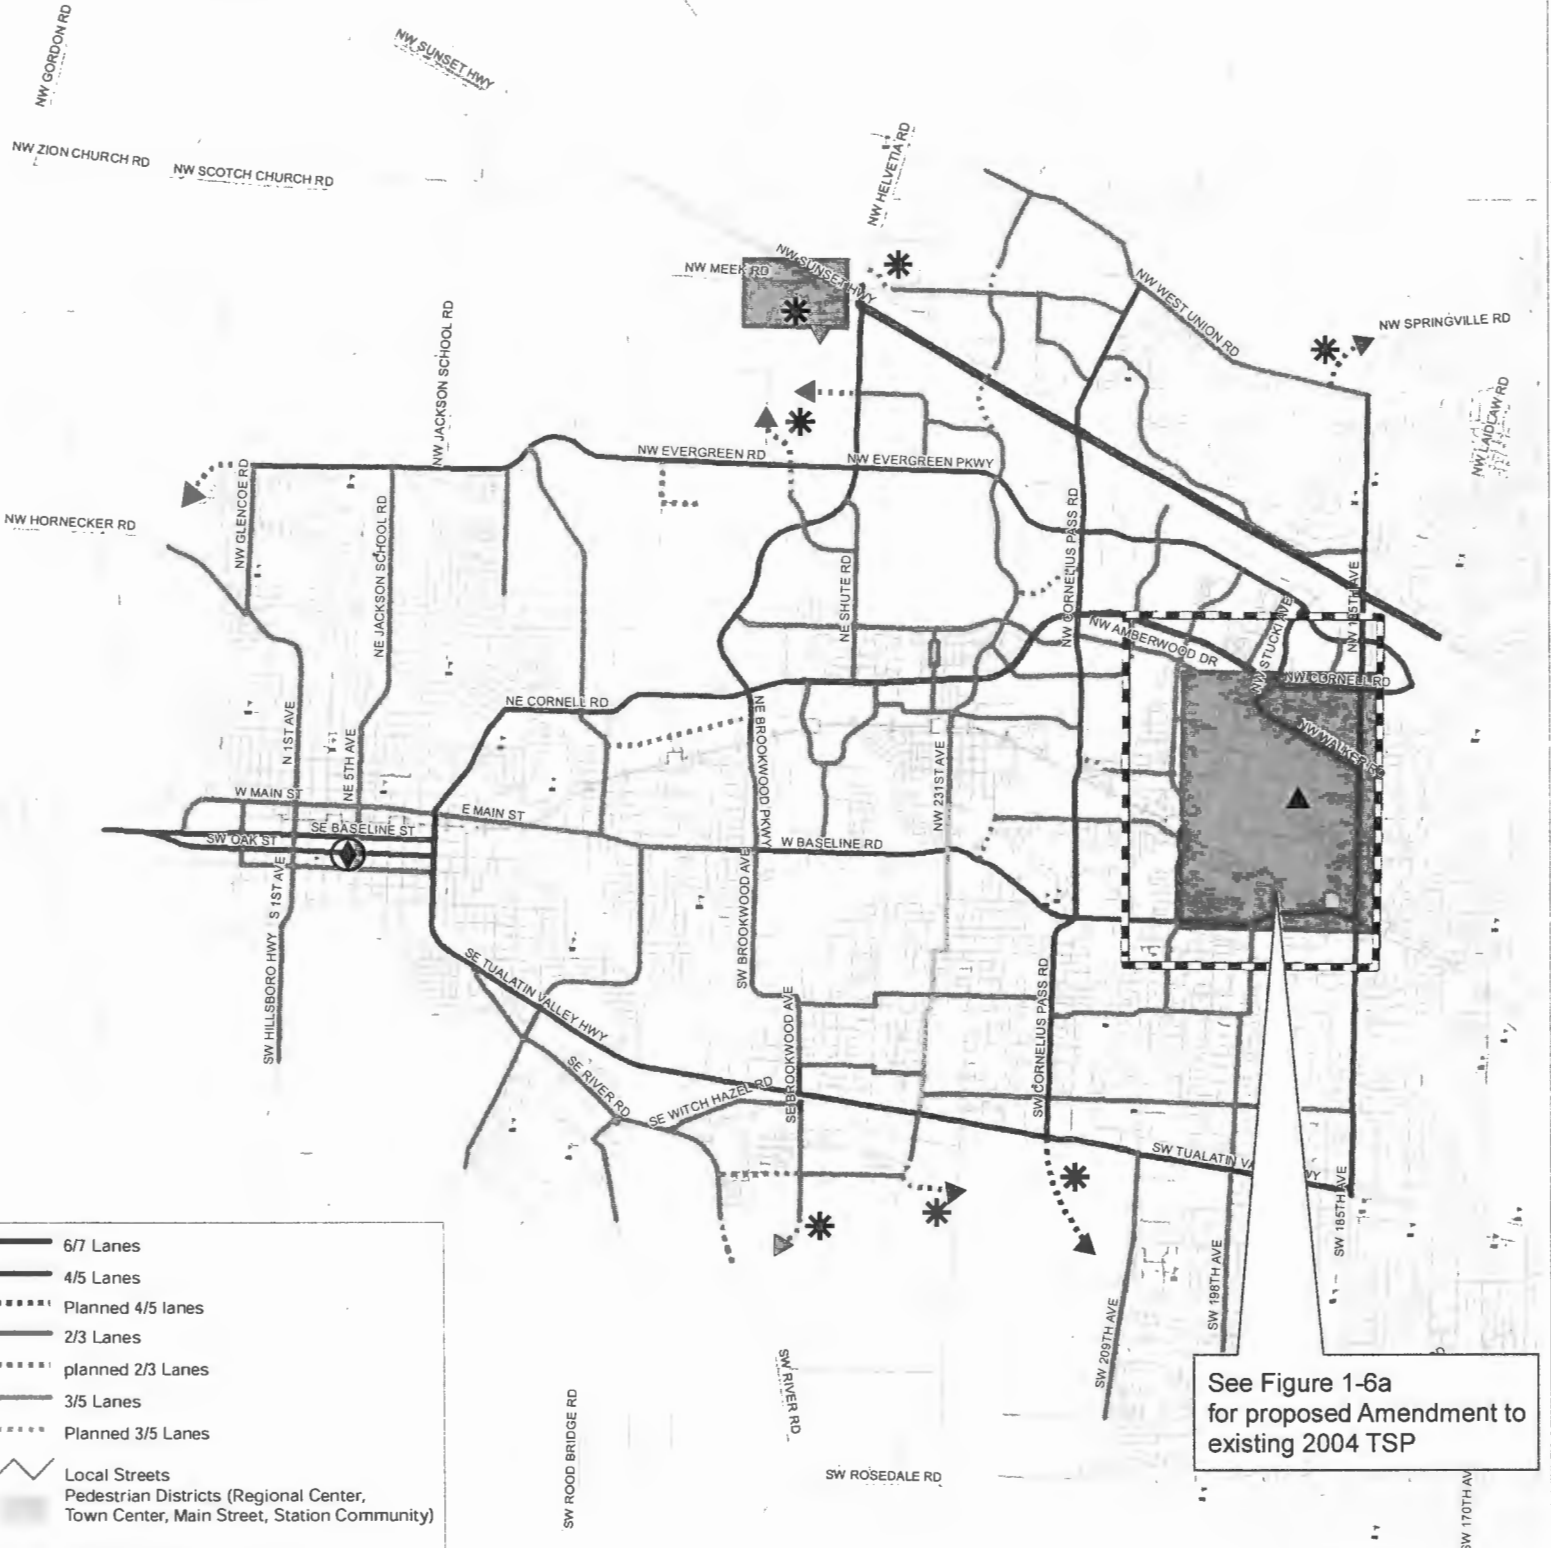 NW GORDON RD
NW SUNSET HWY
NW ZION CHURCH RD
NW SCOTCH CHURCH RD
NW HELVETIA RD
NW MEEK RD
NW SUNSET HWY
NW WEST UNION RD
NW SPRINGVILLE RD
NW JACKSON SCHOOL RD
NW LAIDLAW RD
NW EVERGREEN RD
NW EVERGREEN PKWY
NW GLENCOE RD
NW HORNECKER RD
NE JACKSON SCHOOL RD
NW CORNELIUS PASS RD
NE SHUTE RD
NW 185TH AVE
NW STUCKI AVE
NW AMBERWOOD DR
NW CORNELL RD
NE CORNELL RD
N 1ST AVE
NE 5TH AVE
NE BROOKWOOD PKWY
NW 231ST AVE
NW WALKER RD
W MAIN ST
E MAIN ST
SE BASELINE ST
SW OAK ST
W BASELINE RD
S 1ST AVE
SW HILLSBORO HWY
SW BROOKWOOD AVE
SE TUALATIN VALLEY HWY
SE BROOKWOOD AVE
SW CORNELIUS PASS RD
SE RIVER RD
SE WITCH HAZEL RD
SW TUALATIN VA
WY
SW 185TH AVE
SW 198TH AVE
SW 209TH AVE
SW RIVER RD
SW ROOD BRIDGE RD
SW ROSEDALE RD
SW 170TH AV
See Figure 1-6a
for proposed Amendment to
existing 2004 TSP
6/7 Lanes
4/5 Lanes
Planned 4/5 lanes
2/3 Lanes
planned 2/3 Lanes
3/5 Lanes
Planned 3/5 Lanes
Local Streets
Pedestrian Districts (Regional Center,
Town Center, Main Street, Station Community)